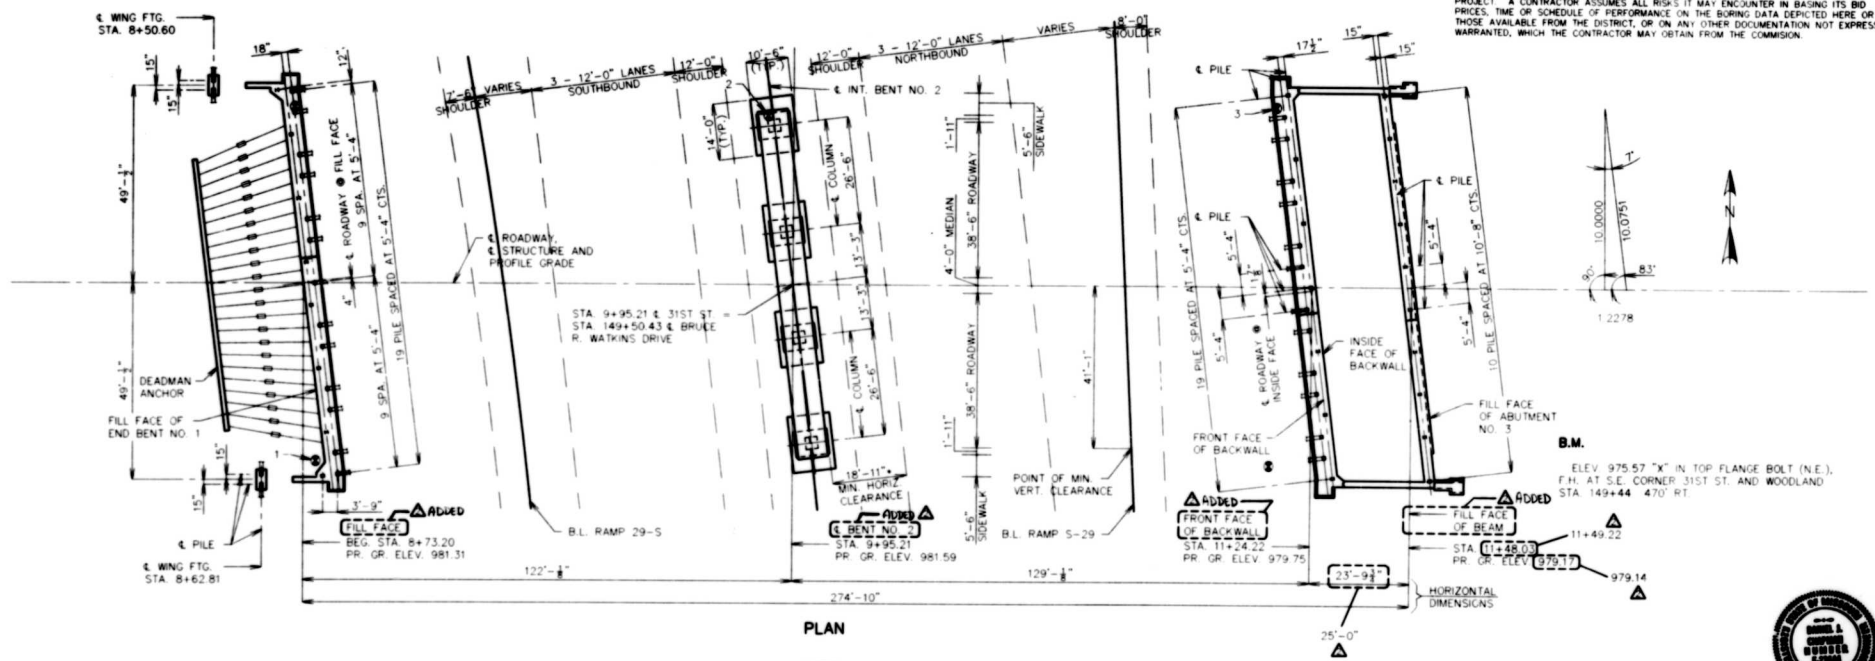 PROJECT. A CONTRACTOR ASSUMES ALL RISKS IT MAY ENCOUNTER IN BASING ITS BID
PRICES, TIME OR SCHEDULE OF PERFORMANCE ON THE BORING DATA DEPICTED HERE OR
THOSE AVAILABLE FROM THE DISTRICT, OR ON ANY OTHER DOCUMENTATION NOT EXPRESS
WARRANTED, WHICH THE CONTRACTOR MAY OBTAIN FROM THE COMMISION.
℄ WING FTG.
STA. 8+50.60
15"
15"
18"
12"
49'-½"
49'-½"
℄ ROADWAY @ FILL FACE
9 SPA. AT 5'-4"
19 PILE SPACED AT 5'-4" CTS.
4"
9 SPA. AT 5'-4"
DEADMAN
ANCHOR
FILL FACE OF
END BENT NO. 1
1
15"
15"
℄ PILE
℄ WING FTG.
STA. 8+62.81
3'-9"
FILL FACE
ADDED
BEG. STA. 8+73.20
PR. GR. ELEV. 981.31
7'-6"
SHOULDER
VARIES
3 - 12'-0" LANES
SOUTHBOUND
12'-0"
SHOULDER
10'-6"
(TYP.)
12'-0"
SHOULDER
3 - 12'-0" LANES
NORTHBOUND
VARIES
8'-0"
SHOULDER
2
℄ INT. BENT NO. 2
14'-0"
(TYP.)
℄ COLUMN
26'-6"
13'-3"
13'-3"
℄ COLUMN
26'-6"
℄ ROADWAY,
℄ STRUCTURE AND
PROFILE GRADE
STA. 9+95.21 ℄ 31ST ST. =
STA. 149+50.43 ℄ BRUCE
R. WATKINS DRIVE
1'-11"
5'-6"
SIDEWALK
38'-6" ROADWAY
4'-0" MEDIAN
38'-6" ROADWAY
1'-11"
5'-6"
SIDEWALK
41'-1"
18'-11"±
MIN. HORIZ.
CLEARANCE
POINT OF MIN.
VERT. CLEARANCE
B.L. RAMP 29-S
B.L. RAMP S-29
ADDED
℄ BENT NO. 2
STA. 9+95.21
PR. GR. ELEV. 981.59
17½"
15"
15"
℄ PILE
3
19 PILE SPACED AT 5'-4" CTS.
℄ PILE
5'-4"
5'-4"
℄ ROADWAY @
INSIDE FACE
INSIDE
FACE OF
BACKWALL
FRONT FACE
OF BACKWALL
℄ PILE
5'-4"
5'-4"
10 PILE SPACED AT 10'-8" CTS.
FILL FACE
OF ABUTMENT
NO. 3
7°
10.0000
10.0751
90°
83°
1.2278
N
B.M.
ELEV 975.57 "X" IN TOP FLANGE BOLT (N.E.),
F.H. AT S.E. CORNER 31ST ST. AND WOODLAND
STA 149+44 470' RT.
ADDED
FRONT FACE
OF BACKWALL
STA. 11+24.22
PR. GR. ELEV 979.75
ADDED
FILL FACE
OF BEAM
STA. 11+48.03
11+49.22
PR. GR. ELEV 979.17
979.14
122'-⅛"
129'-⅛"
274'-10"
HORIZONTAL
DIMENSIONS
25'-0"
PLAN